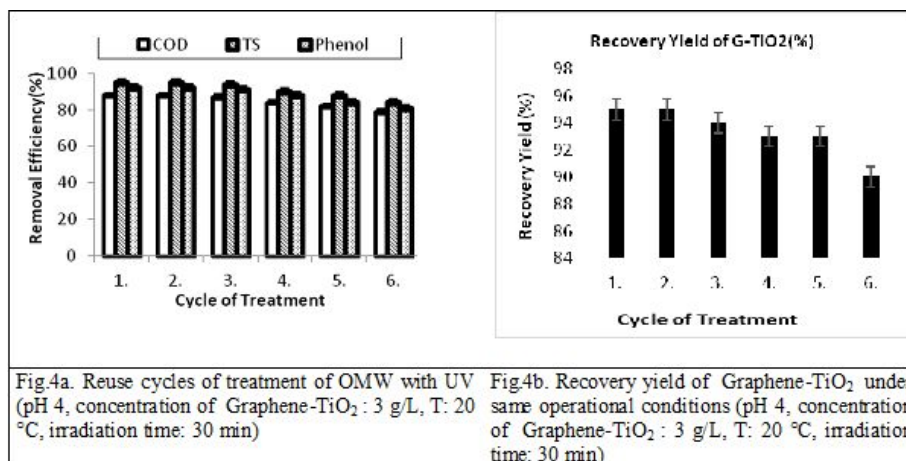 COD TS Phenol
Removal Efficiency(%)
100
80
60
40
20
0
1. 2. 3. 4. 5. 6.
Cycle of Treatment
Recovery Yield of G-TIO2(%)
Recovery Yield (%)
98
96
94
92
90
88
86
84
1. 2. 3. 4. 5. 6.
Cycle of Treatment
Fig.4a. Reuse cycles of treatment of OMW with UV
(pH 4, concentration of Graphene-TiO₂ : 3 g/L, T: 20
°C, irradiation time: 30 min)
Fig.4b. Recovery yield of Graphene-TiO₂ unde
same operational conditions (pH 4, concentration
of Graphene-TiO₂ : 3 g/L, T: 20 °C, irradiation
time: 30 min)